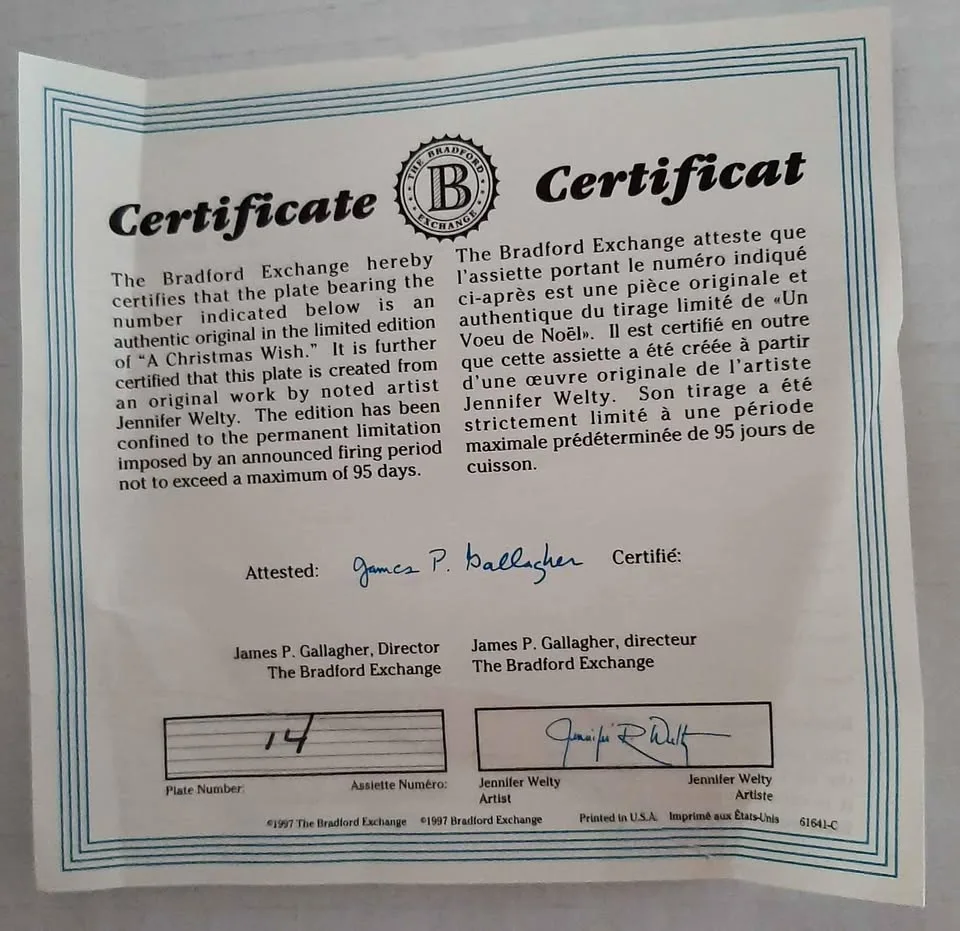 Certificate
THE BRADFORD
B
EXCHANGE
Certificat
The Bradford Exchange hereby
certifies that the plate bearing the
number indicated below is an
authentic original in the limited edition
of “A Christmas Wish.” It is further
certified that this plate is created from
an original work by noted artist
Jennifer Welty. The edition has been
confined to the permanent limitation
imposed by an announced firing period
not to exceed a maximum of 95 days.
The Bradford Exchange atteste que
l'assiette portant le numéro indiqué
ci-après est une pièce originale et
authentique du tirage limité de «Un
Voeu de Noël». Il est certifié en outre
que cette assiette a été créée à partir
d'une œuvre originale de l'artiste
Jennifer Welty. Son tirage a été
strictement limité à une période
maximale prédéterminée de 95 jours de
cuisson.
Attested: James P. Gallagher Certifié:
James P. Gallagher, Director
The Bradford Exchange
James P. Gallagher, directeur
The Bradford Exchange
14
Plate Number: Assiette Numéro:
Jennifer R Welty
Jennifer Welty
Artist
Jennifer Welty
Artiste
©1997 The Bradford Exchange ©1997 Bradford Exchange Printed in U.S.A. Imprimé aux États-Unis 61641-C